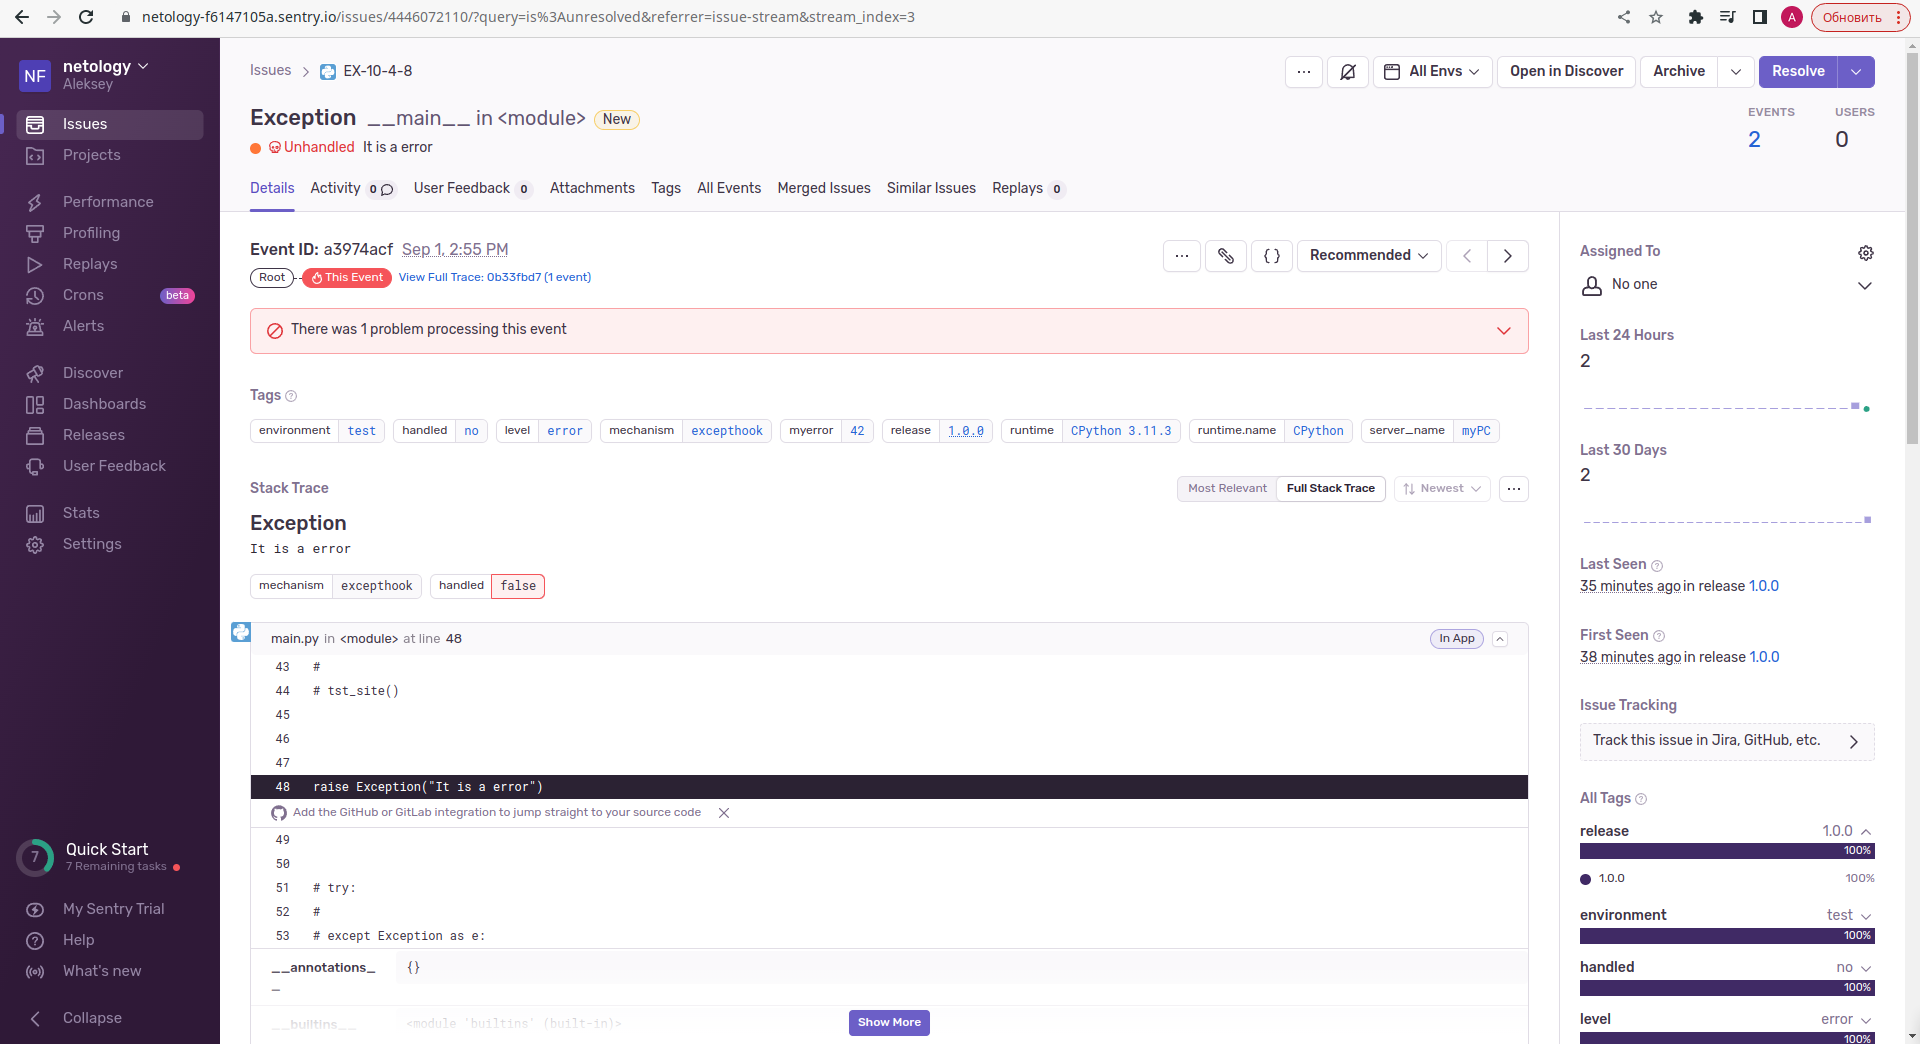 netology-f6147105a.sentry.io/issues/4446072110/?query=is%3Aunresolved&referrer=issue-stream&stream_index=3
A
Обновить
NF
netology
Aleksey
Issues
Projects
Performance
Profiling
Replays
Crons beta
Alerts
Discover
Dashboards
Releases
User Feedback
Stats
Settings
7
Quick Start
7 Remaining tasks
My Sentry Trial
Help
What's new
Collapse
Issues EX-10-4-8
All Envs Open in Discover Archive Resolve
Exception __main__ in <module> New
Unhandled It is a error
EVENTS USERS
2 0
Details Activity 0 User Feedback 0 Attachments Tags All Events Merged Issues Similar Issues Replays 0
Event ID: a3974acf Sep 1, 2:55 PM
Root This Event View Full Trace: 0b33fbd7 (1 event)
Recommended
There was 1 problem processing this event
Tags
environment test handled no level error mechanism excepthook myerror 42 release 1.0.0 runtime CPython 3.11.3 runtime.name CPython server_name myPC
Stack Trace Most Relevant Full Stack Trace Newest
Exception
It is a error
mechanism excepthook handled false
main.py in <module> at line 48 In App
43 #
44 # tst_site()
45
46
47
48 raise Exception("It is a error")
Add the GitHub or GitLab integration to jump straight to your source code
49
50
51 # try:
52 #
53 # except Exception as e:
__annotations_
_ {}
__builtins__ <module 'builtins' (built-in)>
Show More
Assigned To
No one
Last 24 Hours
2
Last 30 Days
2
Last Seen
35 minutes ago in release 1.0.0
First Seen
38 minutes ago in release 1.0.0
Issue Tracking
Track this issue in Jira, GitHub, etc.
All Tags
release 1.0.0
100%
1.0.0 100%
environment test
100%
handled no
100%
level error
100%